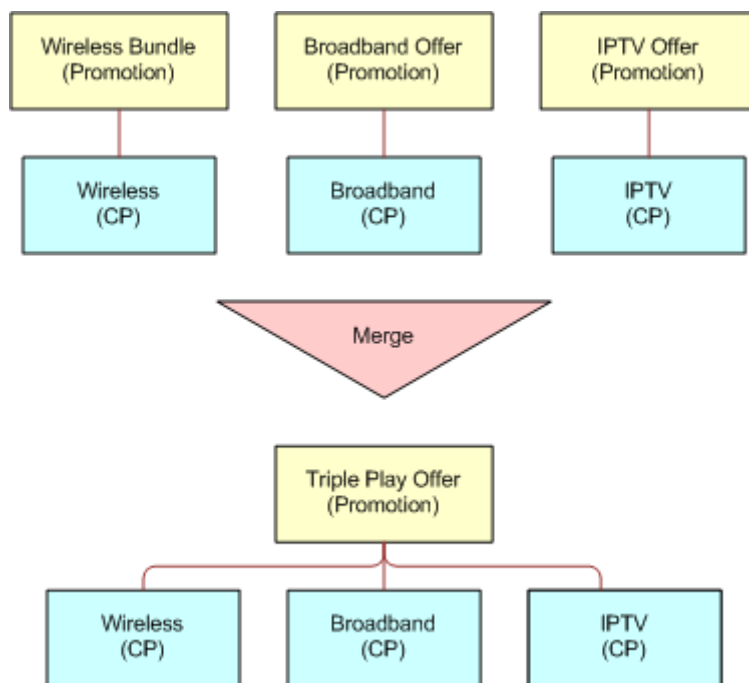 Wireless Bundle
(Promotion)
Broadband Offer
(Promotion)
IPTV Offer
(Promotion)
Wireless
(CP)
Broadband
(CP)
IPTV
(CP)
Merge
Triple Play Offer
(Promotion)
Wireless
(CP)
Broadband
(CP)
IPTV
(CP)